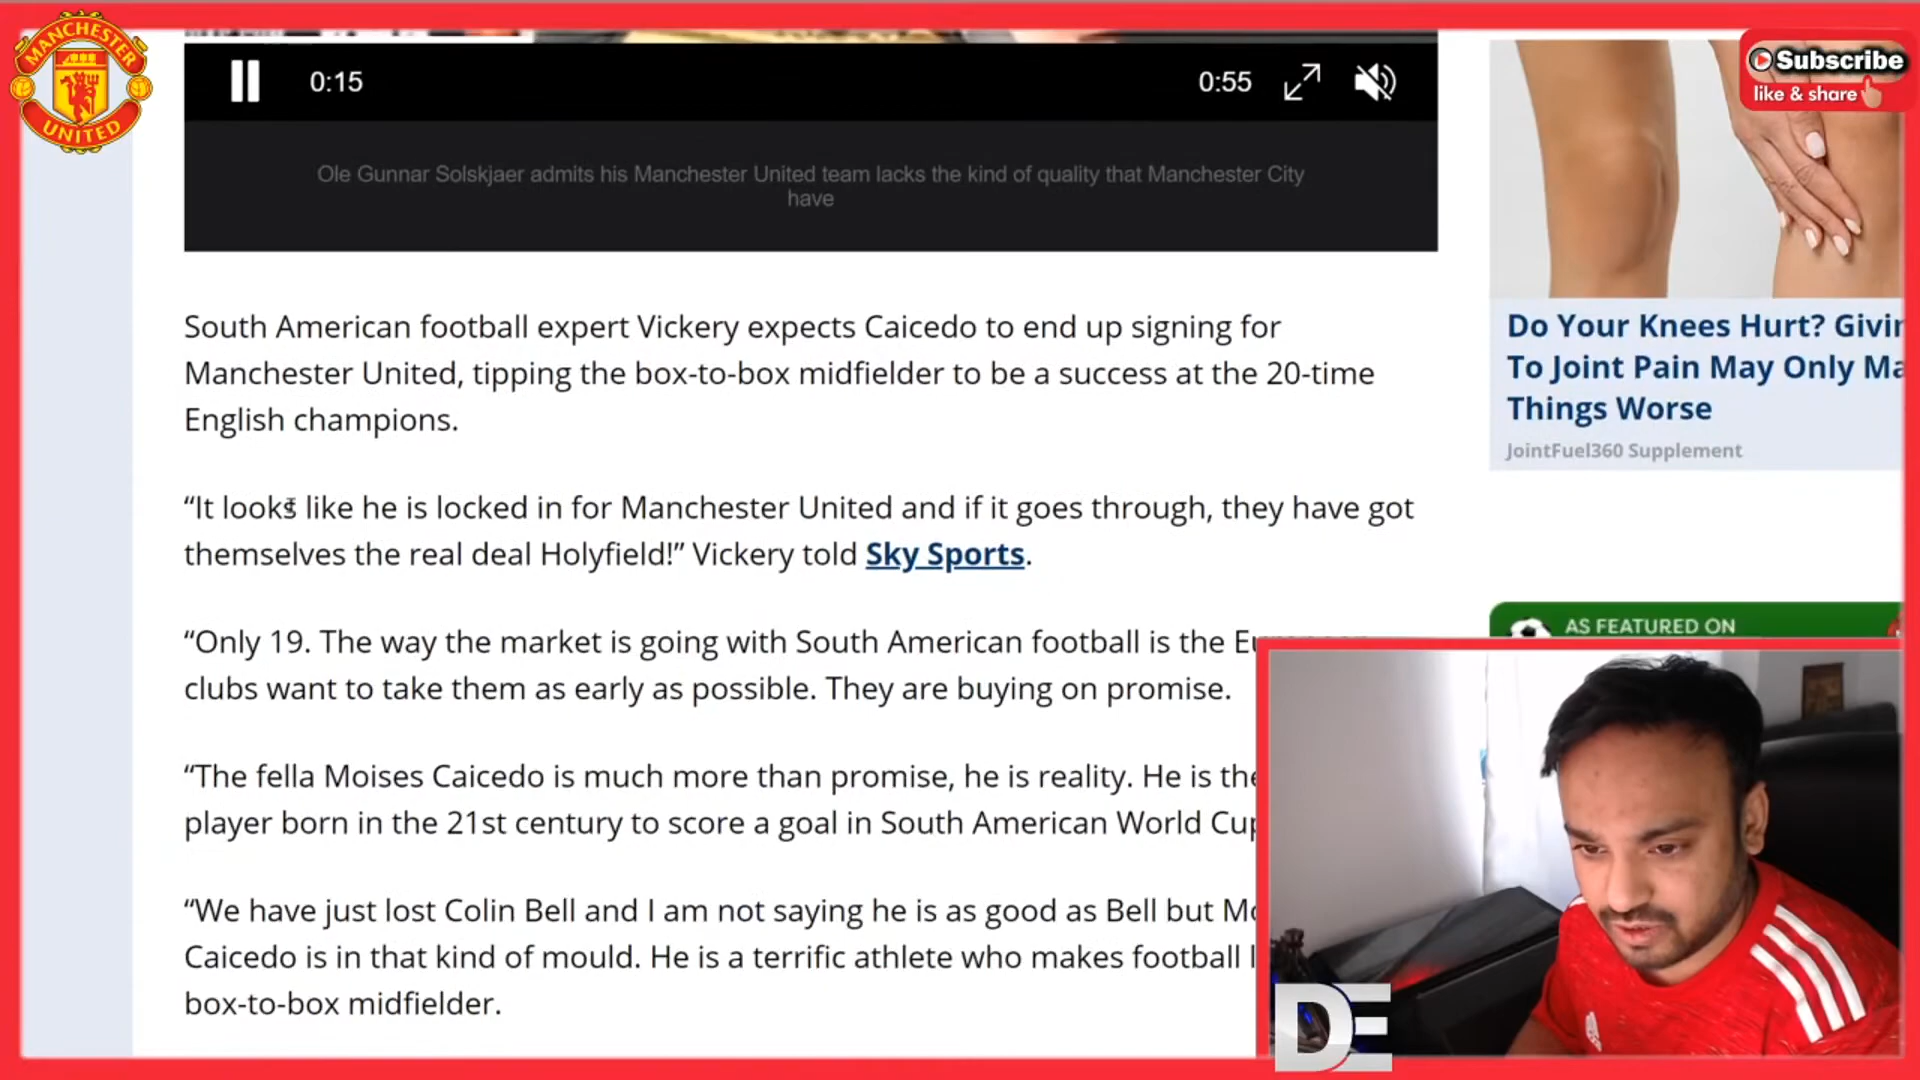 MANCHESTER
UNITED
Subscribe
like & share
0:15
0:55
Ole Gunnar Solskjaer admits his Manchester United team lacks the kind of quality that Manchester City
have
South American football expert Vickery expects Caicedo to end up signing for
Manchester United, tipping the box-to-box midfielder to be a success at the 20-time
English champions.
“It looks like he is locked in for Manchester United and if it goes through, they have got
themselves the real deal Holyfield!” Vickery told Sky Sports.
“Only 19. The way the market is going with South American football is the
clubs want to take them as early as possible. They are buying on promise.
“The fella Moises Caicedo is much more than promise, he is reality. He is the
player born in the 21st century to score a goal in South American World Cup
“We have just lost Colin Bell and I am not saying he is as good as Bell but Mo
Caicedo is in that kind of mould. He is a terrific athlete who makes football l
box-to-box midfielder.
Do Your Knees Hurt? Givin
To Joint Pain May Only Ma
Things Worse
JointFuel360 Supplement
AS FEATURED ON
DE